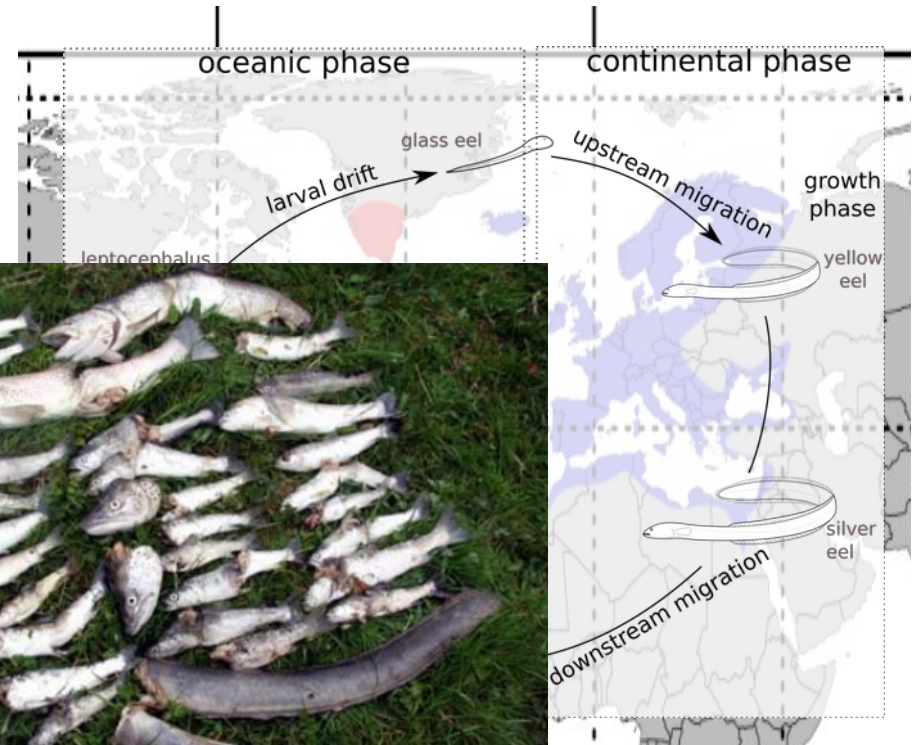 oceanic phase
continental phase
glass eel
upstream migration
larval drift
growth
phase
leptocephalus
yellow
eel
silver
eel
downstream migration